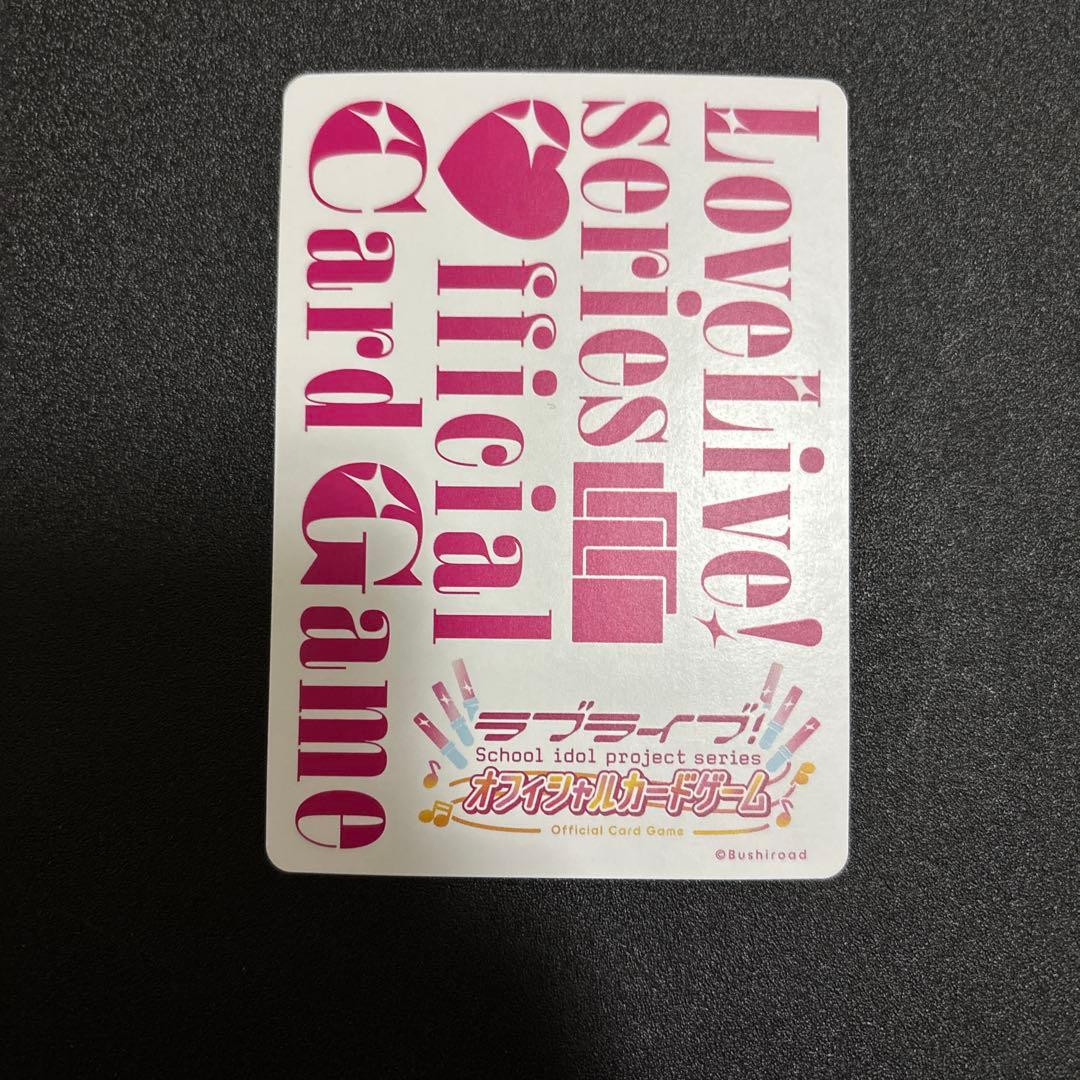 LoveLive!
series
Official
Card Game
ラブライブ!
School idol project series
オフィシャルカードゲーム
Official Card Game
©Bushiroad